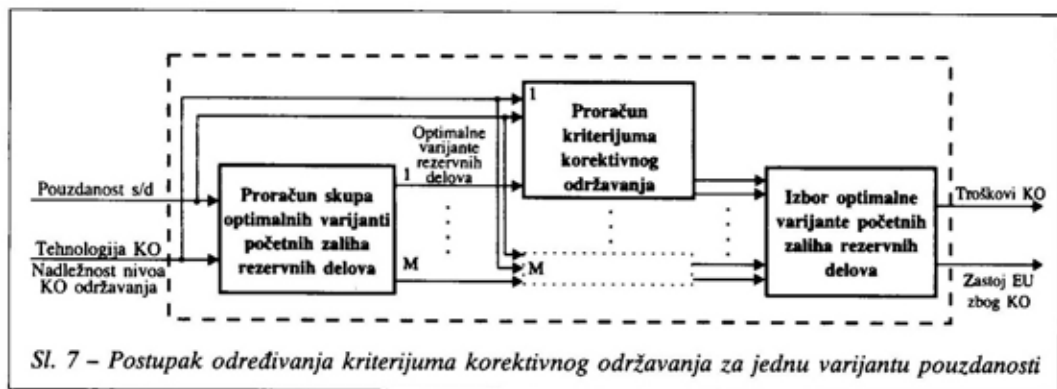 1
Proračun
kriterijuma
korektivnog
održavanja
Optimalne
varijante
rezervnih
delova
1
Pouzdanost s/d
Proračun skupa
optimalnih varijanti
početnih zaliha
rezervnih delova
Izbor optimalne
varijante početnih
zaliha rezervnih
delova
Troškovi KO
Tehnologija KO
Nadležnost nivoa
KO održavanja
M
M
Zastoj EU
zbog KO
Sl. 7 – Postupak određivanja kriterijuma korektivnog održavanja za jednu varijantu pouzdanosti